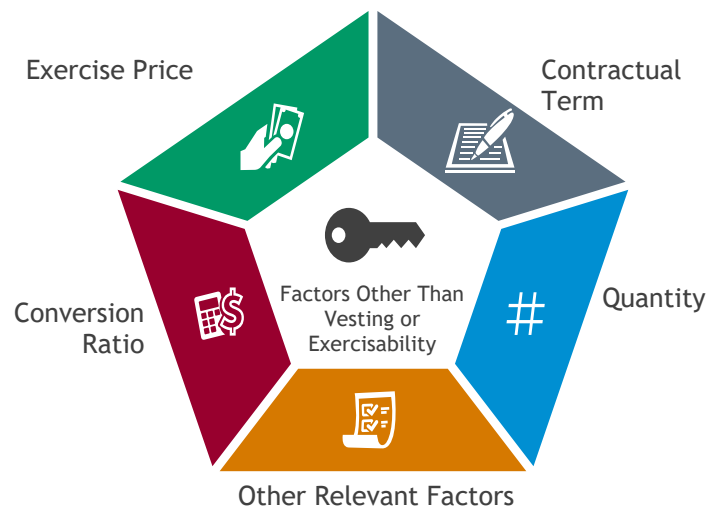 Exercise Price
Contractual
Term
Factors Other Than
Vesting or
Exercisability
Conversion
Ratio
#
Quantity
$
Other Relevant Factors